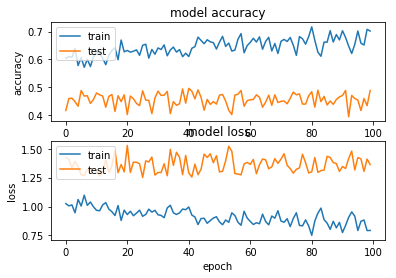 model accuracy
0.7
0.6
0.5
0.4
accuracy
train
test
0 20 40 60 80 100
model loss
1.50
1.25
1.00
0.75
loss
train
test
0 20 40 60 80 100
epoch